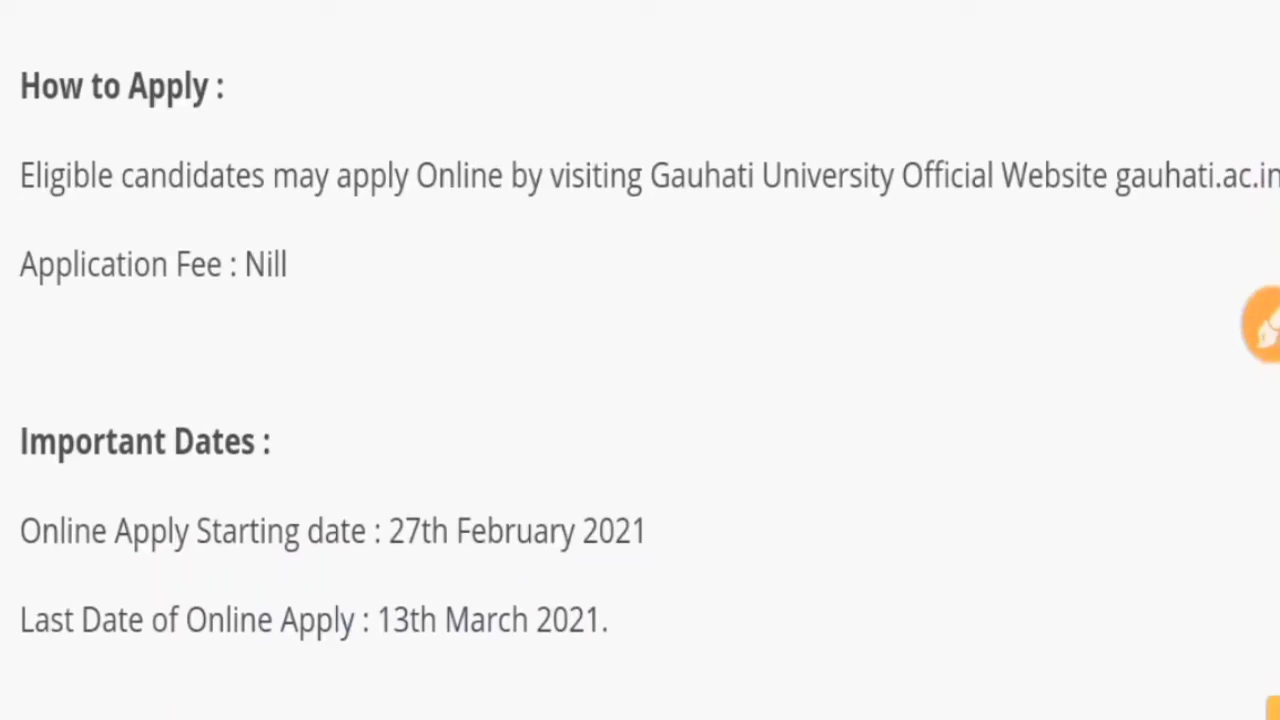 How to Apply :
Eligible candidates may apply Online by visiting Gauhati University Official Website gauhati.ac.in
Application Fee : Nill
Important Dates :
Online Apply Starting date : 27th February 2021
Last Date of Online Apply : 13th March 2021.